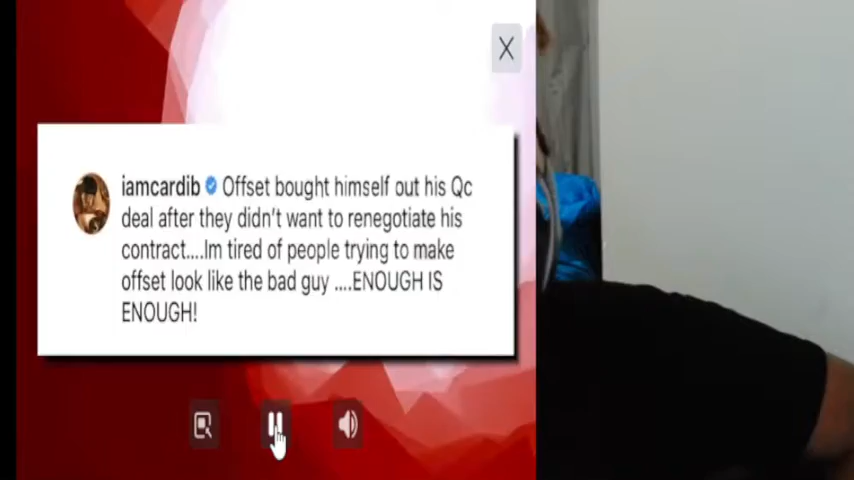 iamcardib Offset bought himself out his Qc
deal after they didn't want to renegotiate his
contract....Im tired of people trying to make
offset look like the bad guy ....ENOUGH IS
ENOUGH!